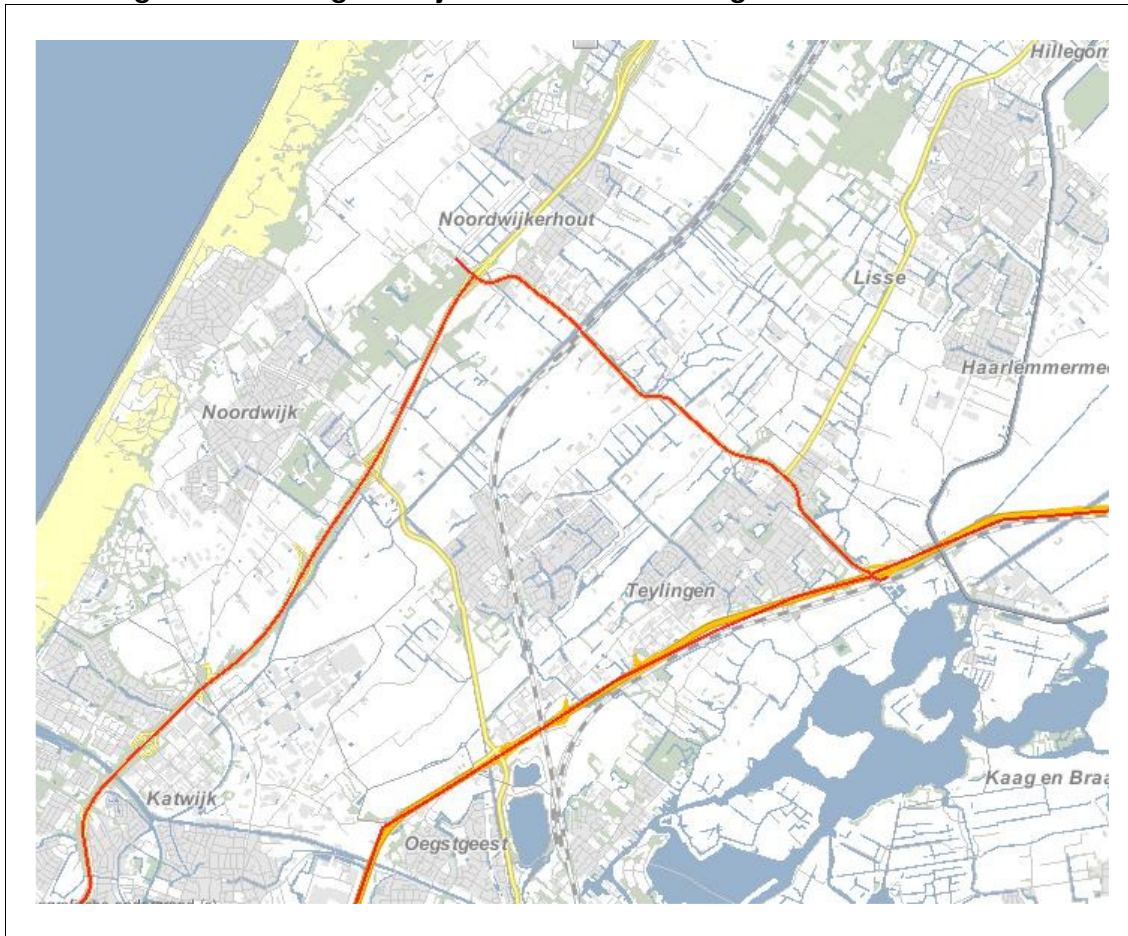 Hillegom
Noordwijkerhout
Lisse
Haarlemmermee
Noordwijk
Teylingen
Kaag en Braa
Katwijk
Oegstgeest